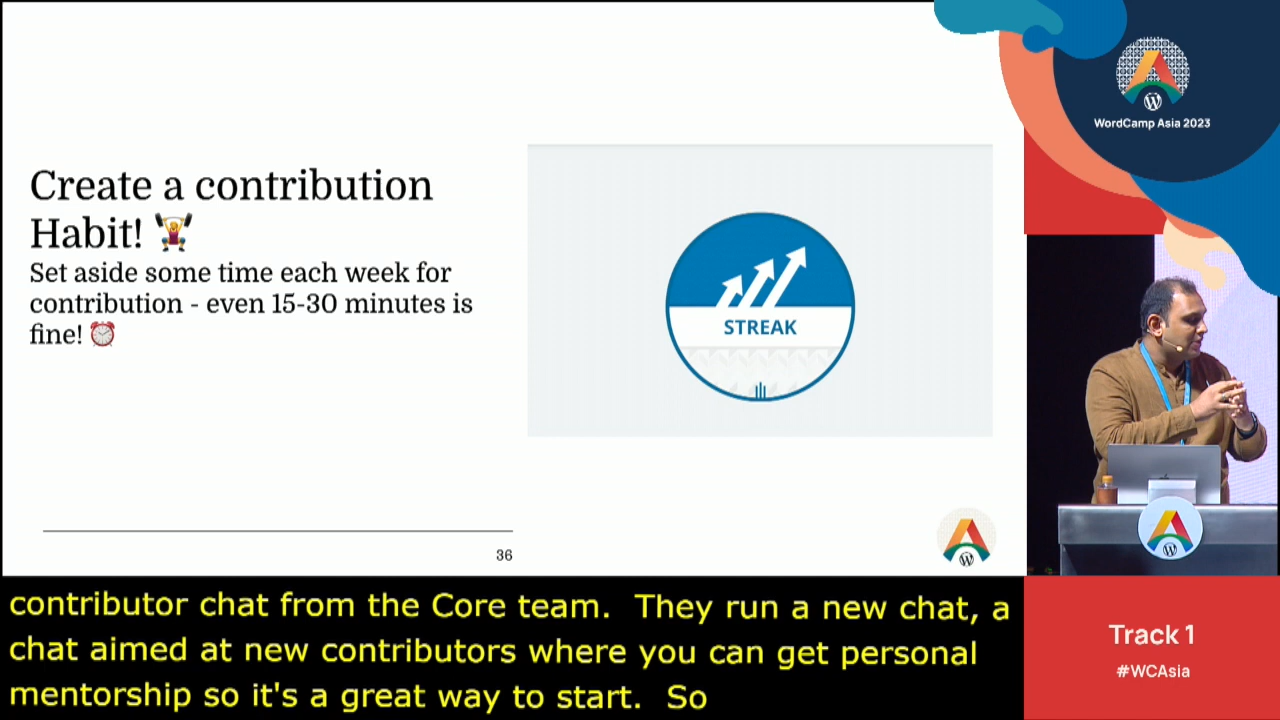 Create a contribution
Habit! 🏋️
Set aside some time each week for
contribution - even 15-30 minutes is
fine! ⏰
STREAK
36
WordCamp Asia 2023
contributor chat from the Core team.  They run a new chat, a
chat aimed at new contributors where you can get personal
mentorship so it's a great way to start.  So
Track 1
#WCAsia